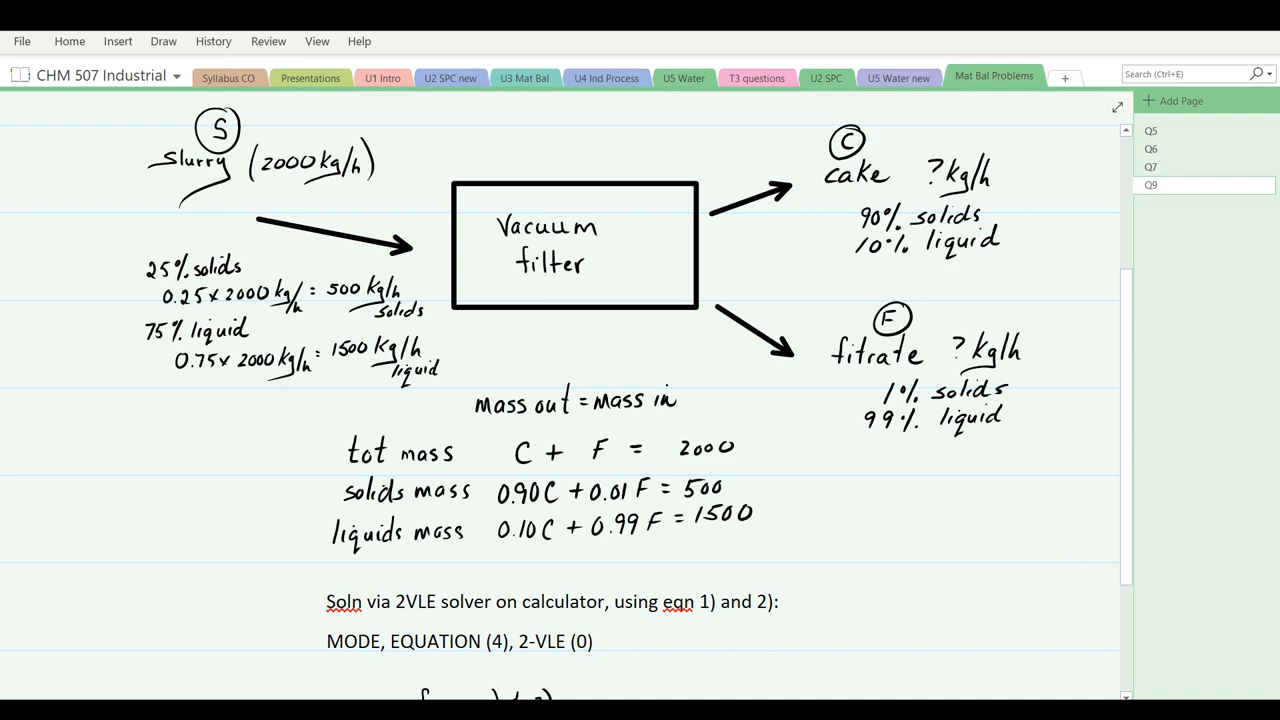 File Home Insert Draw History Review View Help
CHM 507 Industrial
Syllabus CO Presentations U1 Intro U2 SPC new U3 Mat Bal U4 Ind Process U5 Water T3 questions U2 SPC U5 Water new Mat Bal Problems +
Search (Ctrl+E)
+ Add Page
Q5
Q6
Q7
Q9
S
Slurry (2000 kg/h)
25% solids
0.25 x 2000 kg/h = 500 kg/h solids
75% liquid
0.75 x 2000 kg/h = 1500 kg/h liquid
Vacuum
filter
C
cake ? kg/h
90% solids
10% liquid
F
fitrate ? kg/h
1% solids
99% liquid
mass out = mass in
tot mass C + F = 2000
solids mass 0.90C + 0.01F = 500
liquids mass 0.10C + 0.99F = 1500
Soln via 2VLE solver on calculator, using eqn 1) and 2):
MODE, EQUATION (4), 2-VLE (0)